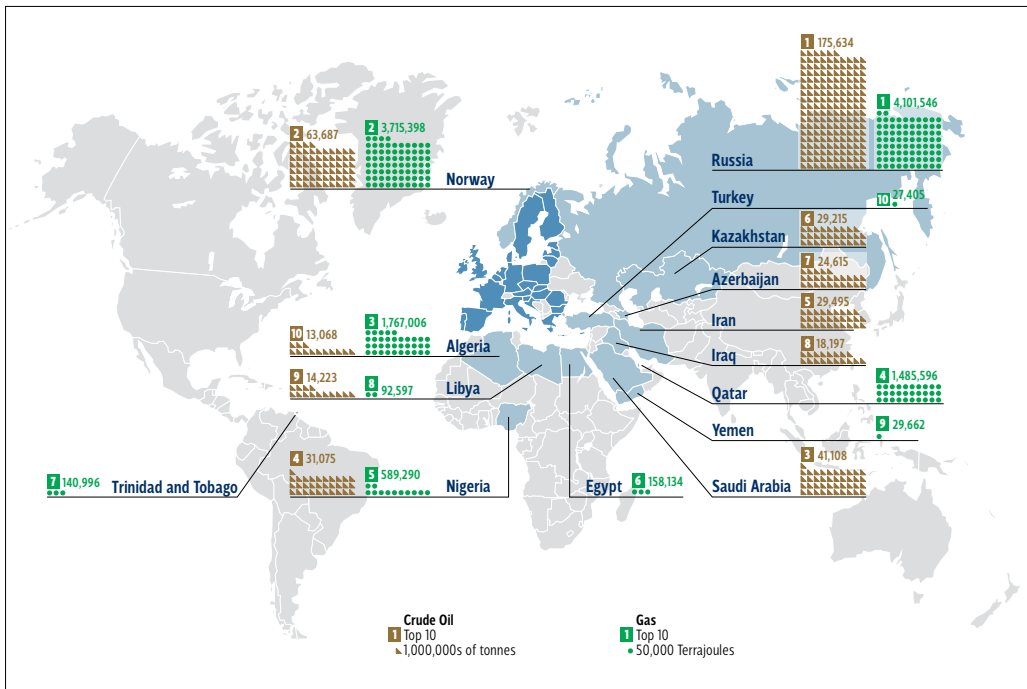 1 175,634
1 4,101,546
Russia
2 63,687
2 3,715,398
Norway
Turkey
10 27,405
Kazakhstan
6 29,215
Azerbaijan
7 24,615
Iran
5 29,495
Iraq
8 18,197
10 13,068
3 1,767,006
Algeria
9 14,223
8 92,597
Libya
Qatar
4 1,485,596
Yemen
9 29,662
7 140,996
Trinidad and Tobago
4 31,075
5 589,290
Nigeria
Egypt
6 158,134
Saudi Arabia
3 41,108
Crude Oil
1 Top 10
1,000,000s of tonnes
Gas
1 Top 10
50,000 Terrajoules